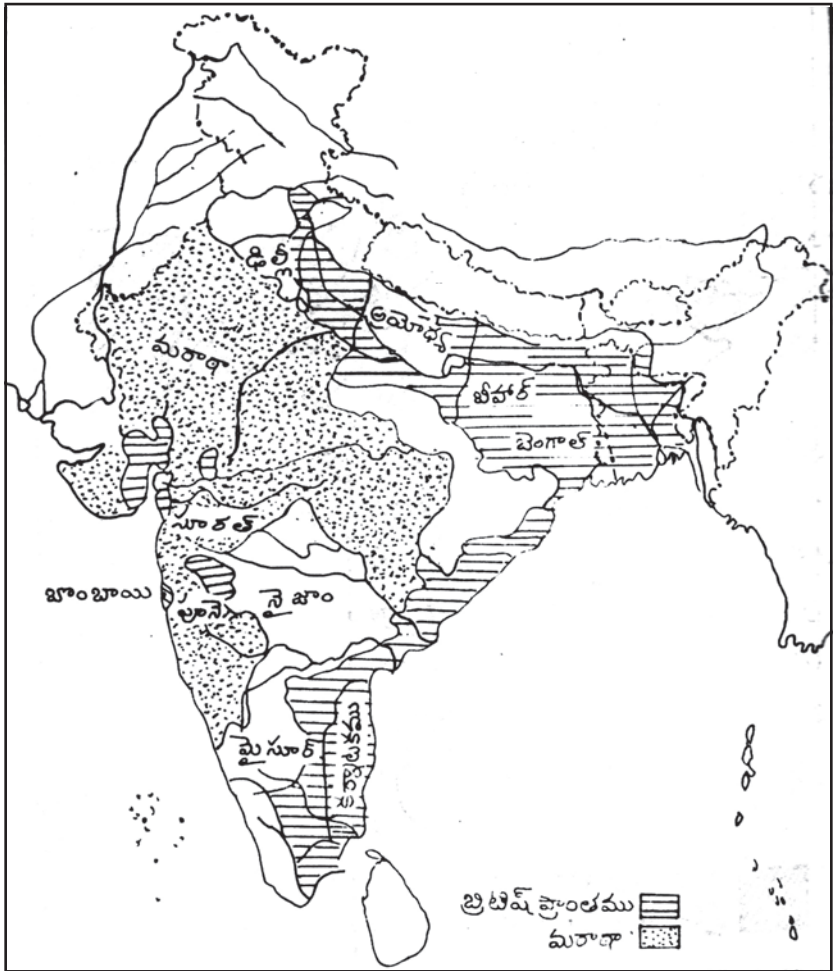 ఢిల్లీ
అయోధ్య
మరాఠా
బీహార్
బెంగాల్
సూరత్
బొంబాయి
పూనె
నైజాం
మైసూర్
కర్ణాటకము
బ్రిటిష్ ప్రాంతము
మరాఠా